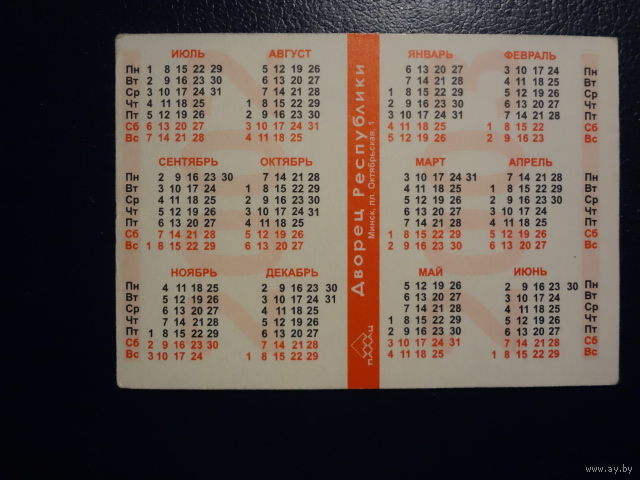 ИЮЛЬ АВГУСТ
Пн 1 8 15 22 29 5 12 19 26
Вт 2 9 16 23 30 6 13 20 27
Ср 3 10 17 24 31 7 14 21 28
Чт 4 11 18 25 1 8 15 22 29
Пт 5 12 19 26 2 9 16 23 30
Сб 6 13 20 27 3 10 17 24 31
Вс 7 14 21 28 4 11 18 25
СЕНТЯБРЬ ОКТЯБРЬ
Пн 2 9 16 23 30 7 14 21 28
Вт 3 10 17 24 1 8 15 22 29
Ср 4 11 18 25 2 9 16 23 30
Чт 5 12 19 26 3 10 17 24 31
Пт 6 13 20 27 4 11 18 25
Сб 7 14 21 28 5 12 19 26
Вс 1 8 15 22 29 6 13 20 27
НОЯБРЬ ДЕКАБРЬ
Пн 4 11 18 25 2 9 16 23 30
Вт 5 12 19 26 3 10 17 24 31
Ср 6 13 20 27 4 11 18 25
Чт 7 14 21 28 5 12 19 26
Пт 1 8 15 22 29 6 13 20 27
Сб 2 9 16 23 30 7 14 21 28
Вс 3 10 17 24 1 8 15 22 29
Дворец Республики
Минск, пл. Октябрьская, 1
ПАЛАЦ
ЯНВАРЬ ФЕВРАЛЬ
6 13 20 27 3 10 17 24 Пн
7 14 21 28 4 11 18 25 Вт
1 8 15 22 29 5 12 19 26 Ср
2 9 16 23 30 6 13 20 27 Чт
3 10 17 24 31 7 14 21 28 Пт
4 11 18 25 1 8 15 22 Сб
5 12 19 26 2 9 16 23 Вс
МАРТ АПРЕЛЬ
3 10 17 24 31 7 14 21 28 Пн
4 11 18 25 1 8 15 22 29 Вт
5 12 19 26 2 9 16 23 30 Ср
6 13 20 27 3 10 17 24 Чт
7 14 21 28 4 11 18 25 Пт
1 8 15 22 29 5 12 19 26 Сб
2 9 16 23 30 6 13 20 27 Вс
МАЙ ИЮНЬ
5 12 19 26 2 9 16 23 30 Пн
6 13 20 27 3 10 17 24 Вт
7 14 21 28 4 11 18 25 Ср
1 8 15 22 29 5 12 19 26 Чт
2 9 16 23 30 6 13 20 27 Пт
3 10 17 24 31 7 14 21 28 Сб
4 11 18 25 1 8 15 22 29 Вс
2002
2003
www.ay.by